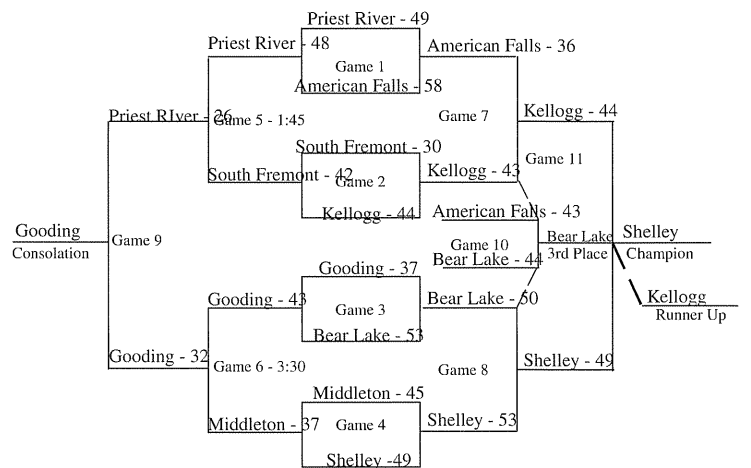 Priest River - 49
Priest River - 48
American Falls - 36
Game 1
American Falls - 58
Priest RIver - 26
Game 5 - 1:45
Game 7
Kellogg - 44
South Fremont - 30
Game 11
South Fremont - 42
Game 2
Kellogg - 43
Kellogg - 44
American Falls - 43
Gooding
Game 9
Game 10
Bear Lake
Shelley
Consolation
3rd Place
Champion
Bear Lake - 44
Gooding - 37
Gooding - 43
Bear Lake - 50
Kellogg
Game 3
Runner Up
Bear Lake - 53
Gooding - 32
Game 6 - 3:30
Game 8
Shelley - 49
Middleton - 45
Middleton - 37
Game 4
Shelley - 53
Shelley -49